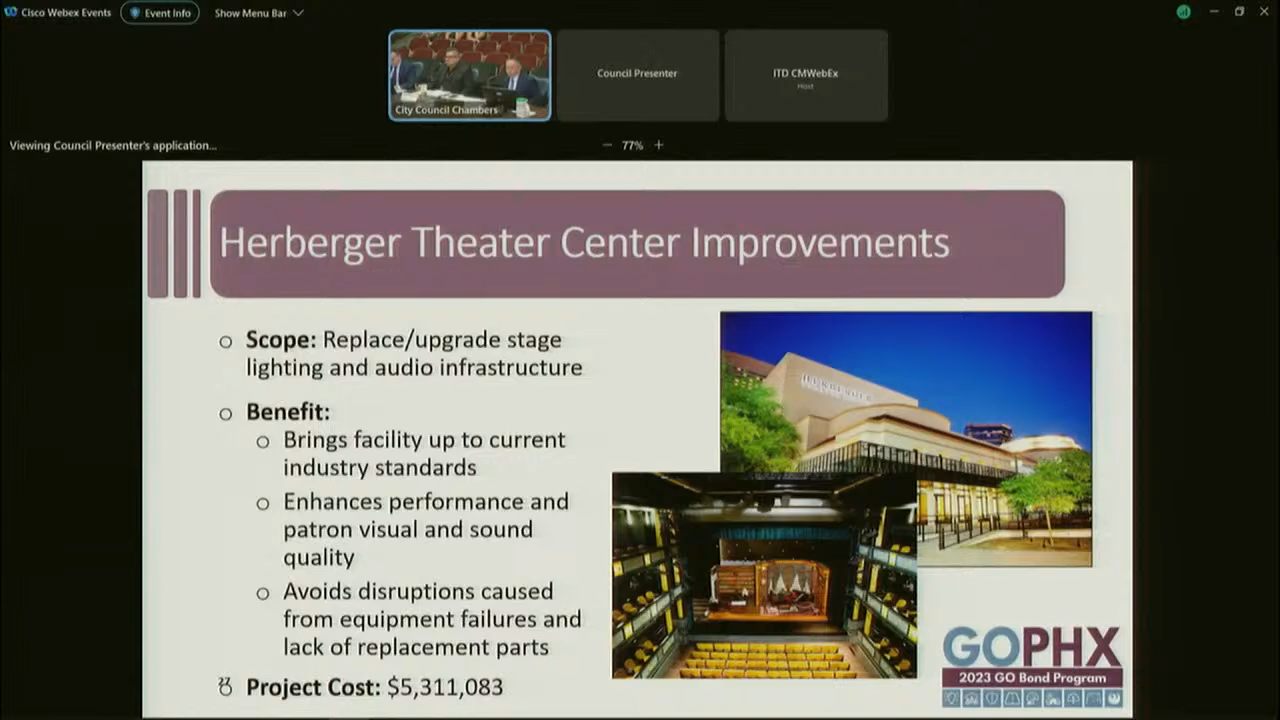 Cisco Webex Events
Event Info
Show Menu Bar
City Council Chambers
Council Presenter
ITD CMWebEx
Host
Viewing Council Presenter's application...
77%
Herberger Theater Center Improvements
○ Scope: Replace/upgrade stage
lighting and audio infrastructure
○ Benefit:
○ Brings facility up to current
industry standards
○ Enhances performance and
patron visual and sound
quality
○ Avoids disruptions caused
from equipment failures and
lack of replacement parts
○ Project Cost: $5,311,083
GOPHX
2023 GO Bond Program